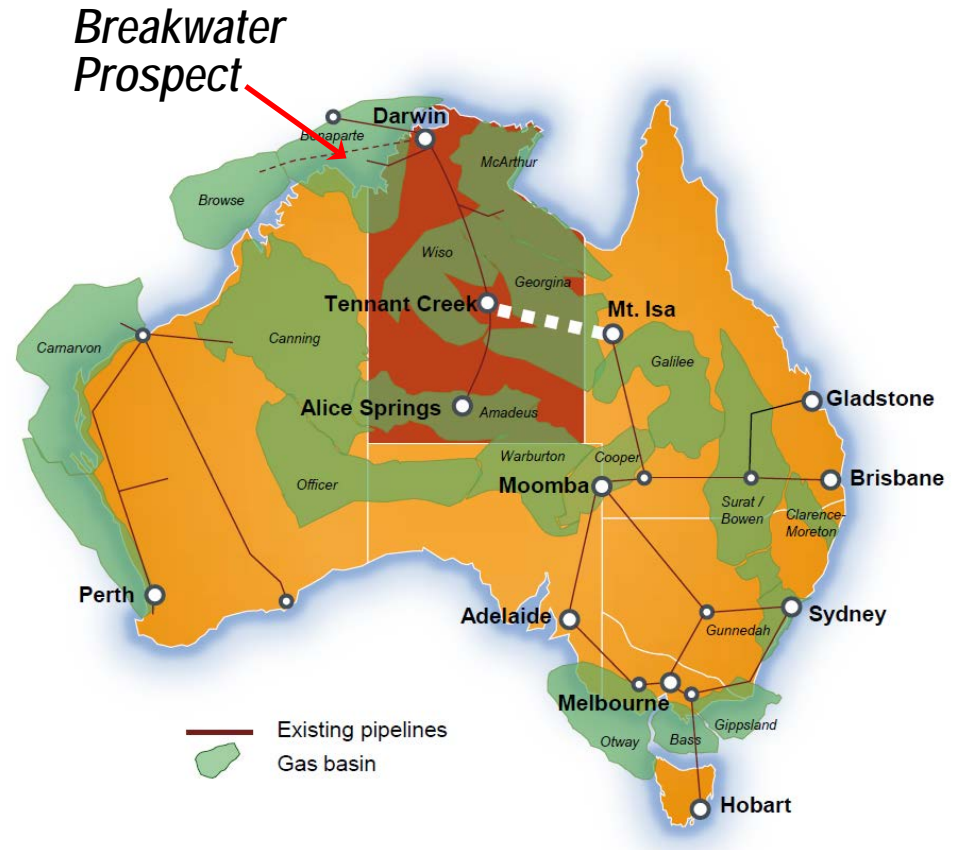 Breakwater
Prospect
Darwin
Bonaparte
McArthur
Browse
Wiso
Georgina
Tennant Creek
Mt. Isa
Carnarvon
Canning
Galilee
Gladstone
Alice Springs
Amadeus
Warburton
Cooper
Moomba
Brisbane
Officer
Surat /
Bowen
Clarence-
Moreton
Perth
Adelaide
Sydney
Gunnedah
Melbourne
Existing pipelines
Gippsland
Otway
Bass
Gas basin
Hobart